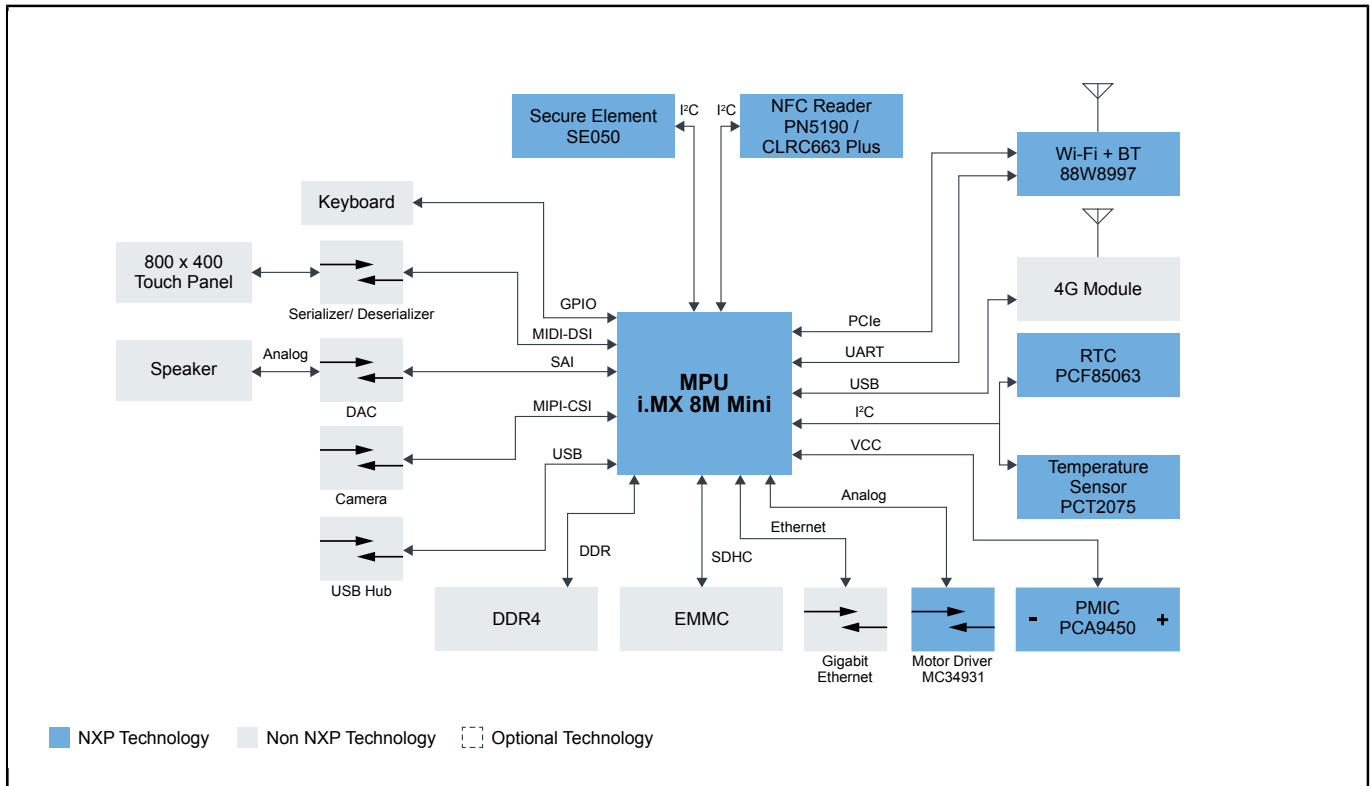 I²C
I²C
Secure Element
SE050
NFC Reader
PN5190 /
CLRC663 Plus
Wi-Fi + BT
88W8997
Keyboard
800 x 400
Touch Panel
Serializer/ Deserializer
4G Module
GPIO
MIDI-DSI
SAI
MIPI-CSI
USB
Analog
Speaker
DAC
Camera
USB Hub
MPU
i.MX 8M Mini
PCIe
UART
USB
I²C
VCC
RTC
PCF85063
Temperature
Sensor
PCT2075
Analog
Ethernet
DDR
SDHC
DDR4
EMMC
Gigabit
Ethernet
Motor Driver
MC34931
- PMIC +
PCA9450
NXP Technology
Non NXP Technology
Optional Technology